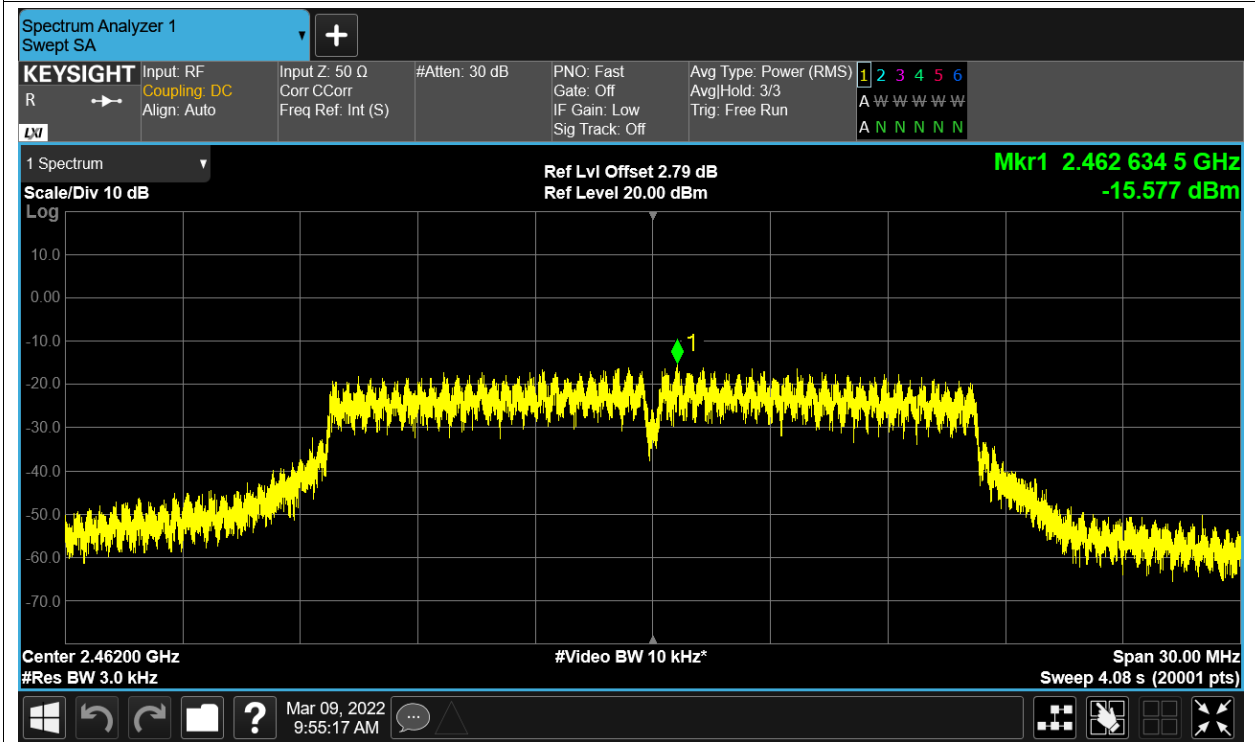 Spectrum Analyzer 1
Swept SA
+
KEYSIGHT
R
LXI
Input: RF
Coupling: DC
Align: Auto
Input Z: 50 Ω
Corr CCorr
Freq Ref: Int (S)
#Atten: 30 dB
PNO: Fast
Gate: Off
IF Gain: Low
Sig Track: Off
Avg Type: Power (RMS)
Avg|Hold: 3/3
Trig: Free Run
1 2 3 4 5 6
A W W W W W
A N N N N N
1 Spectrum
Scale/Div 10 dB
Log
Ref Lvl Offset 2.79 dB
Ref Level 20.00 dBm
Mkr1 2.462 634 5 GHz
-15.577 dBm
10.0
0.00
-10.0
-20.0
-30.0
-40.0
-50.0
-60.0
-70.0
1
Center 2.46200 GHz
#Res BW 3.0 kHz
#Video BW 10 kHz*
Span 30.00 MHz
Sweep 4.08 s (20001 pts)
?
Mar 09, 2022
9:55:17 AM